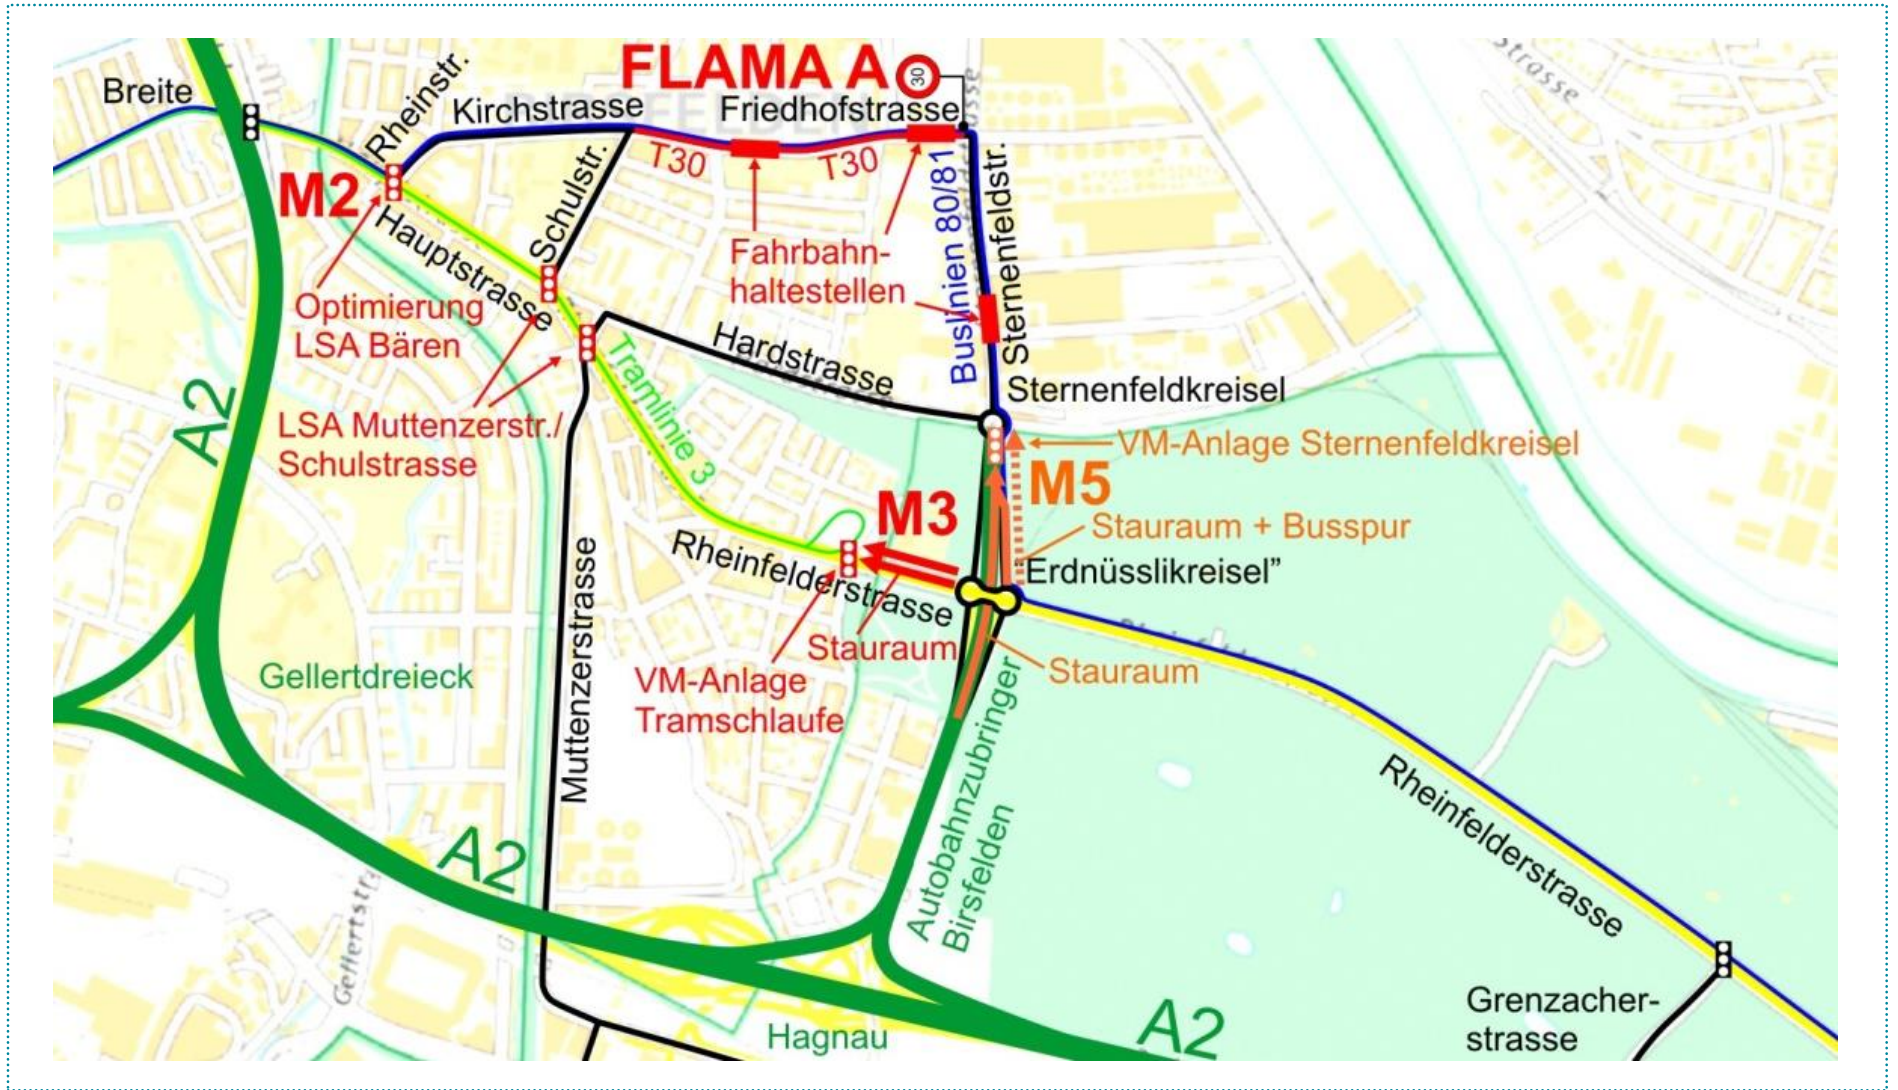 FLAMA A
30
Breite
Rheinstr.
Kirchstrasse
Friedhofstrasse
T30
T30
M2
Schulstr.
Hauptstrasse
Fahrbahn-
haltestellen
Buslinien 80/81
Sternenfeldstr.
Optimierung
LSA Bären
Hardstrasse
Sternenfeldkreisel
A2
Tramlinie 3
LSA Muttenzerstr./
Schulstrasse
VM-Anlage Sternenfeldkreisel
M5
M3
Stauraum + Busspur
Rheinfelderstrasse
"Erdnüsslikreisel”
Muttenzerstrasse
Stauraum
Stauraum
Gellertdreieck
VM-Anlage
Tramschlaufe
Autobahnzubringer
Birsfelden
Rheinfelderstrasse
A2
Gellertstr
Grenzacher-
strasse
Hagnau
A2
Strasse